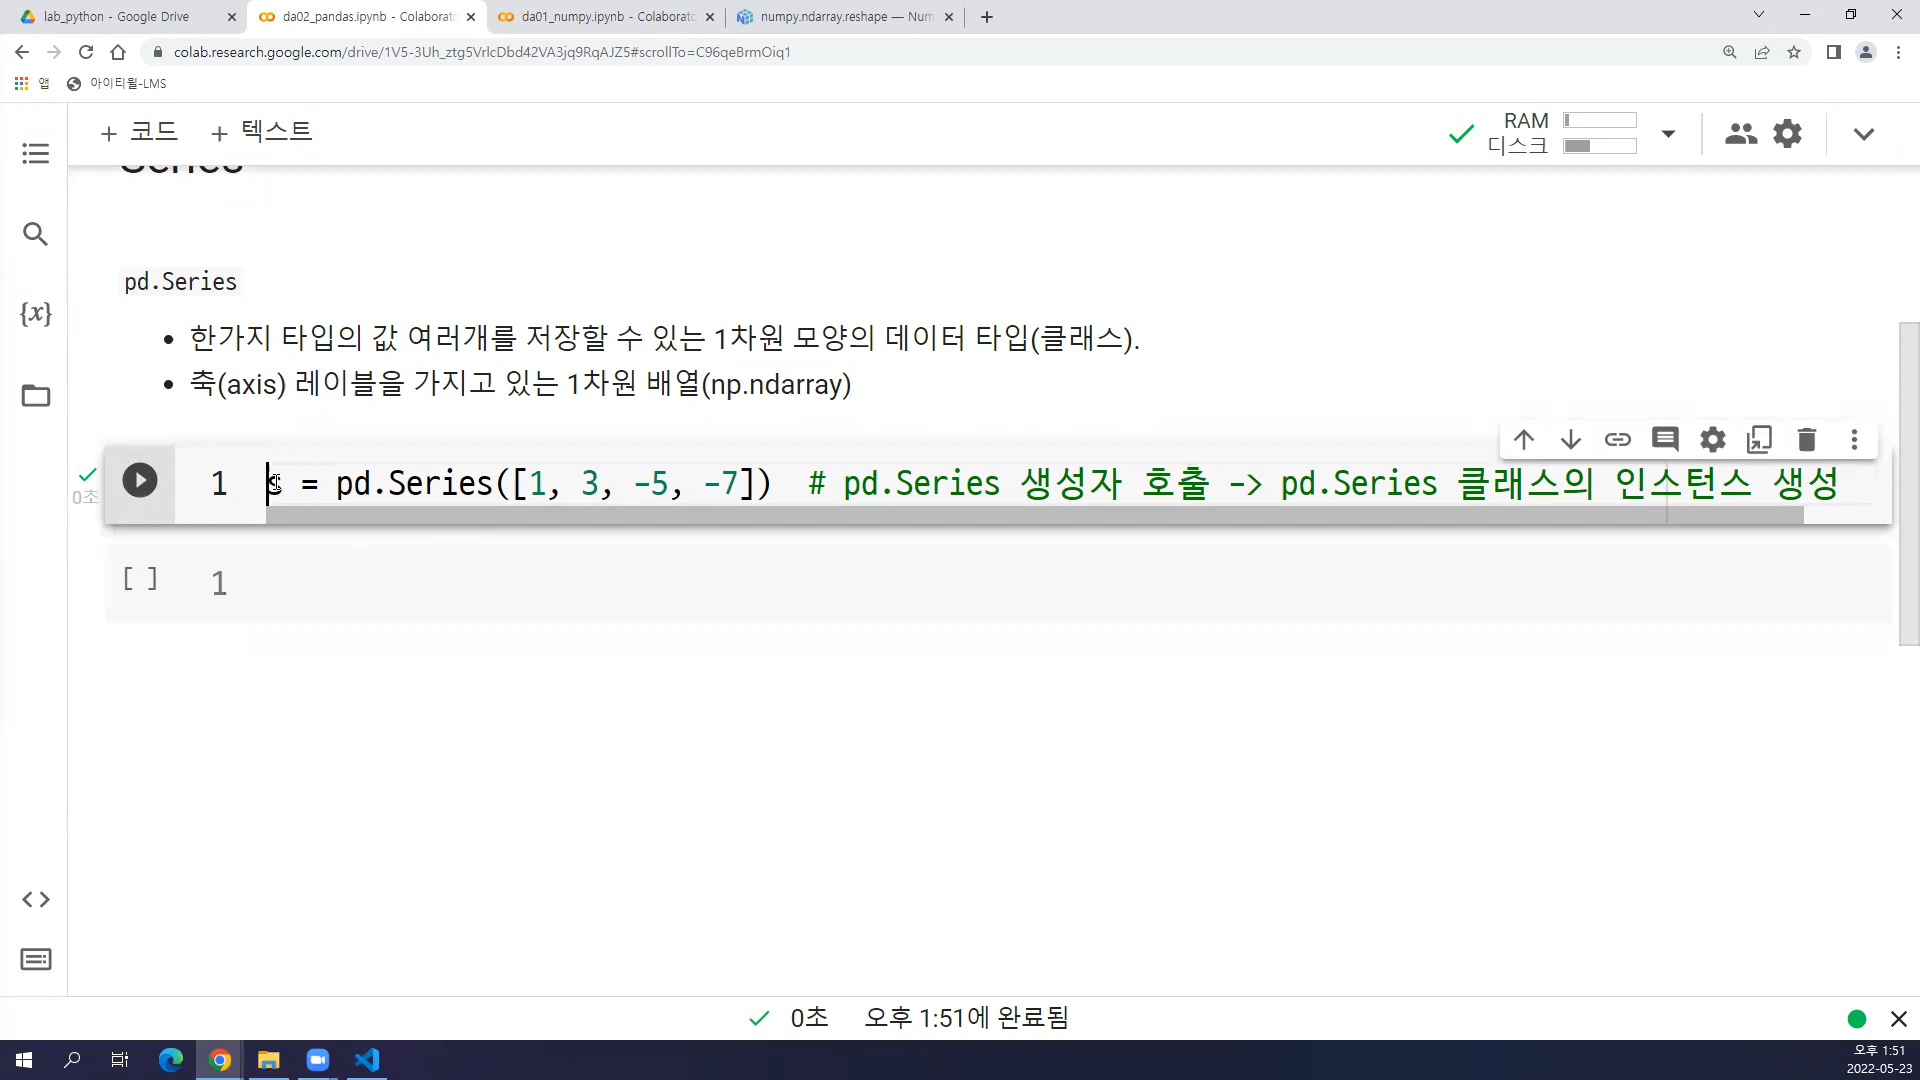 lab_python - Google Drive
da02_pandas.ipynb - Colaborato
da01_numpy.ipynb - Colaborato
numpy.ndarray.reshape — Num
colab.research.google.com/drive/1V5-3Uh_ztg5VrlcDbd42VA3jq9RqAJZ5#scrollTo=C96qeBrmOiq1
앱 아이티윌-LMS
+ 코드 + 텍스트
RAM
디스크
Series
pd.Series
• 한가지 타입의 값 여러개를 저장할 수 있는 1차원 모양의 데이터 타입(클래스).
• 축(axis) 레이블을 가지고 있는 1차원 배열(np.ndarray)
0초
1 s = pd.Series([1, 3, -5, -7]) # pd.Series 생성자 호출 -> pd.Series 클래스의 인스턴스 생성
[ ] 1
0초 오후 1:51에 완료됨
오후 1:51
2022-05-23